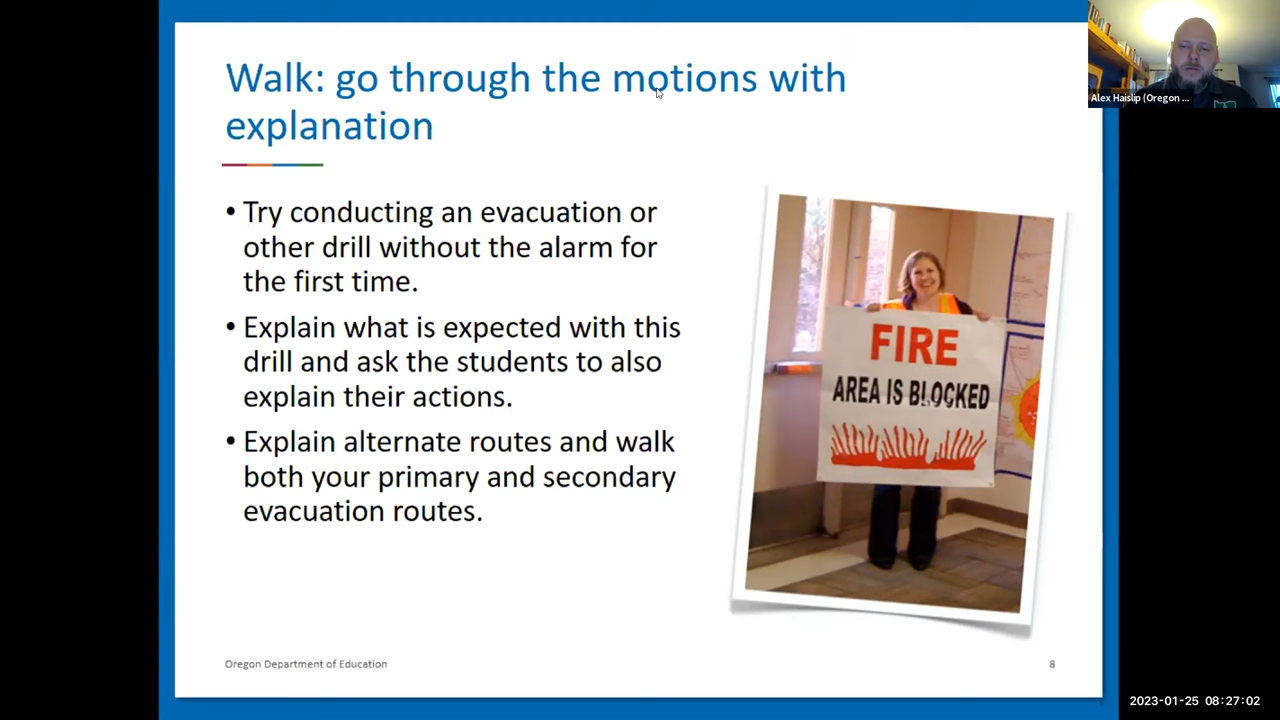 Walk: go through the motions with
explanation
• Try conducting an evacuation or
other drill without the alarm for
the first time.
• Explain what is expected with this
drill and ask the students to also
explain their actions.
• Explain alternate routes and walk
both your primary and secondary
evacuation routes.
FIRE
AREA IS BLOCKED
Oregon Department of Education
8
Alex Haislip (Oregon ...
2023-01-25 08:27:02